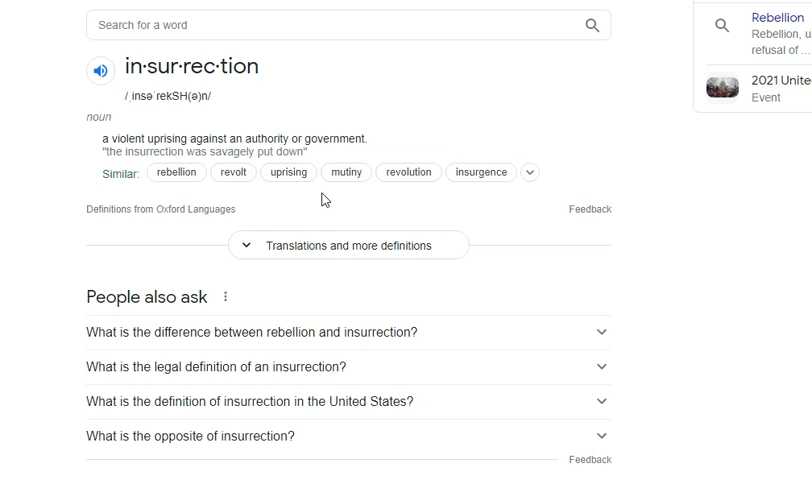 Search for a word
in·sur·rec·tion
/ˌinsəˈrekSH(ə)n/
noun
a violent uprising against an authority or government.
"the insurrection was savagely put down"
Similar: rebellion revolt uprising mutiny revolution insurgence
Definitions from Oxford Languages Feedback
Translations and more definitions
People also ask
What is the difference between rebellion and insurrection?
What is the legal definition of an insurrection?
What is the definition of insurrection in the United States?
What is the opposite of insurrection?
Feedback
Rebellion
Rebellion, u
refusal of ...
2021 Unite
Event